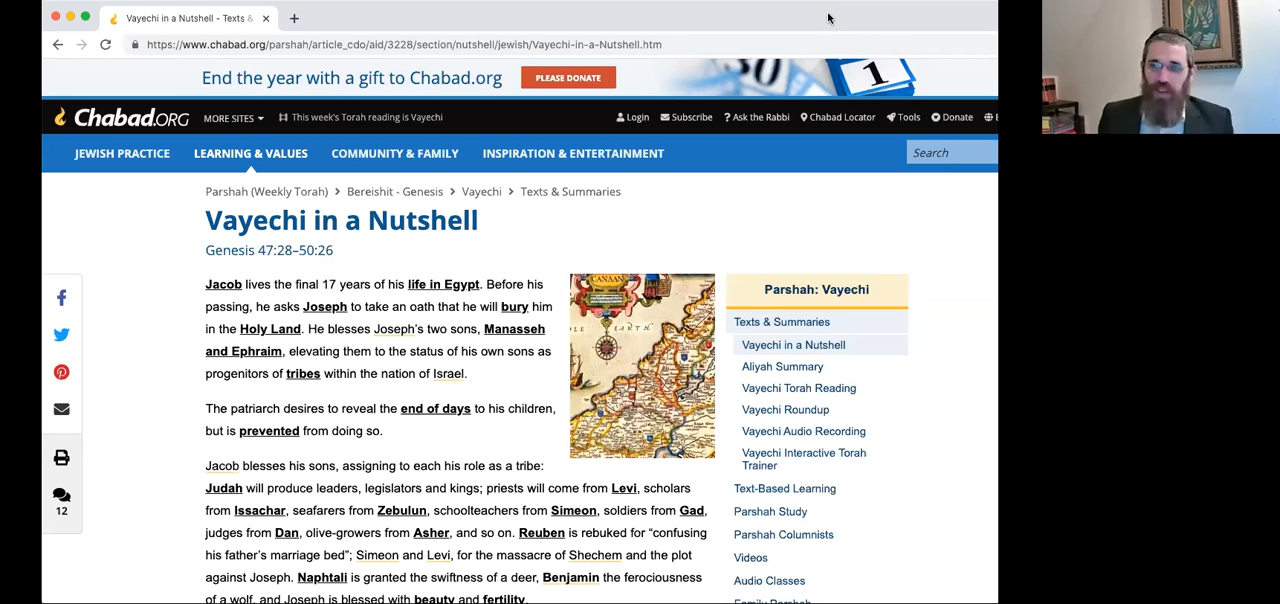 Vayechi in a Nutshell - Texts &
https://www.chabad.org/parshah/article_cdo/aid/3228/section/nutshell/jewish/Vayechi-in-a-Nutshell.htm
End the year with a gift to Chabad.org
PLEASE DONATE
30
1
Chabad.ORG
MORE SITES
This week's Torah reading is Vayechi
Login
Subscribe
? Ask the Rabbi
Chabad Locator
Tools
Donate
E
JEWISH PRACTICE
LEARNING & VALUES
COMMUNITY & FAMILY
INSPIRATION & ENTERTAINMENT
Search
Parshah (Weekly Torah) > Bereishit - Genesis > Vayechi > Texts & Summaries
Vayechi in a Nutshell
Genesis 47:28–50:26
Jacob lives the final 17 years of his life in Egypt. Before his
passing, he asks Joseph to take an oath that he will bury him
in the Holy Land. He blesses Joseph's two sons, Manasseh
and Ephraim, elevating them to the status of his own sons as
progenitors of tribes within the nation of Israel.
The patriarch desires to reveal the end of days to his children,
but is prevented from doing so.
Jacob blesses his sons, assigning to each his role as a tribe:
Judah will produce leaders, legislators and kings; priests will come from Levi, scholars
from Issachar, seafarers from Zebulun, schoolteachers from Simeon, soldiers from Gad,
judges from Dan, olive-growers from Asher, and so on. Reuben is rebuked for “confusing
his father's marriage bed”; Simeon and Levi, for the massacre of Shechem and the plot
against Joseph. Naphtali is granted the swiftness of a deer, Benjamin the ferociousness
of a wolf, and Joseph is blessed with beauty and fertility.
CANAAN
12
Parshah: Vayechi
Texts & Summaries
Vayechi in a Nutshell
Aliyah Summary
Vayechi Torah Reading
Vayechi Roundup
Vayechi Audio Recording
Vayechi Interactive Torah
Trainer
Text-Based Learning
Parshah Study
Parshah Columnists
Videos
Audio Classes
Family Parshah